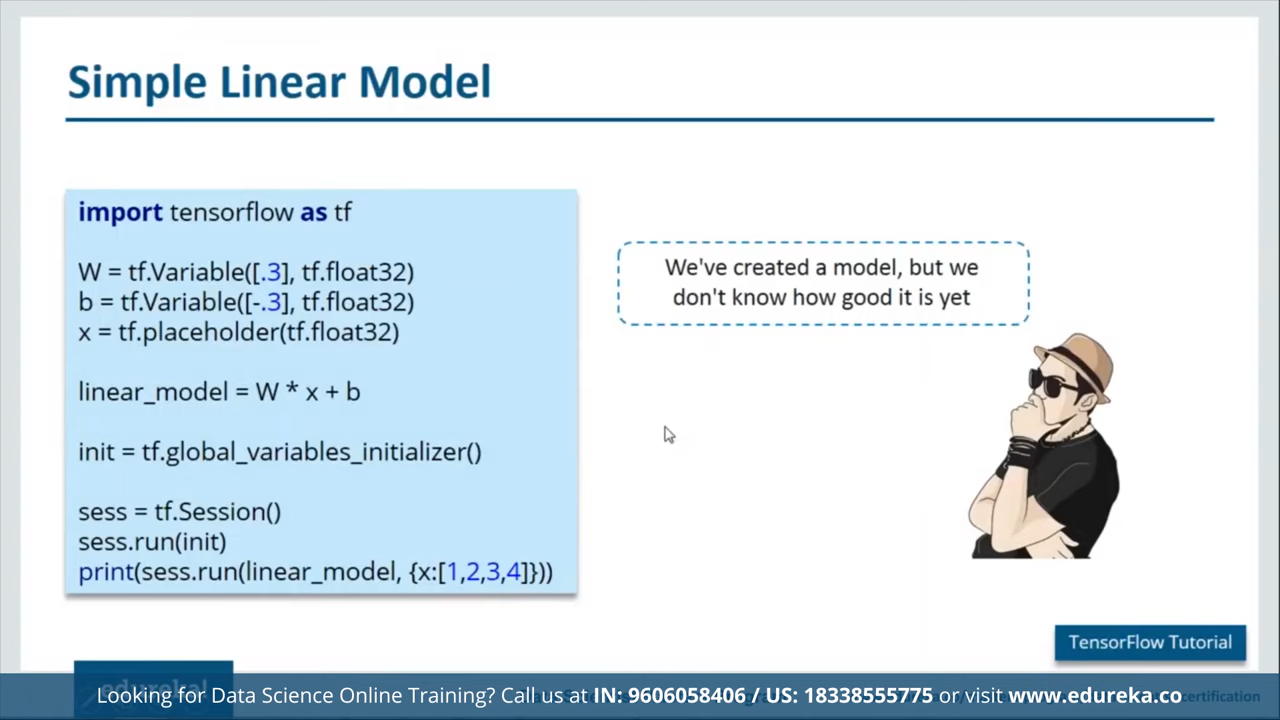 Simple Linear Model
import tensorflow as tf
W = tf.Variable([.3], tf.float32)
b = tf.Variable([-.3], tf.float32)
x = tf.placeholder(tf.float32)
linear_model = W * x + b
init = tf.global_variables_initializer()
sess = tf.Session()
sess.run(init)
print(sess.run(linear_model, {x:[1,2,3,4]}))
We've created a model, but we
don't know how good it is yet
TensorFlow Tutorial
edureka!
Looking for Data Science Online Training? Call us at IN: 9606058406 / US: 18338555775 or visit www.edureka.co
certification